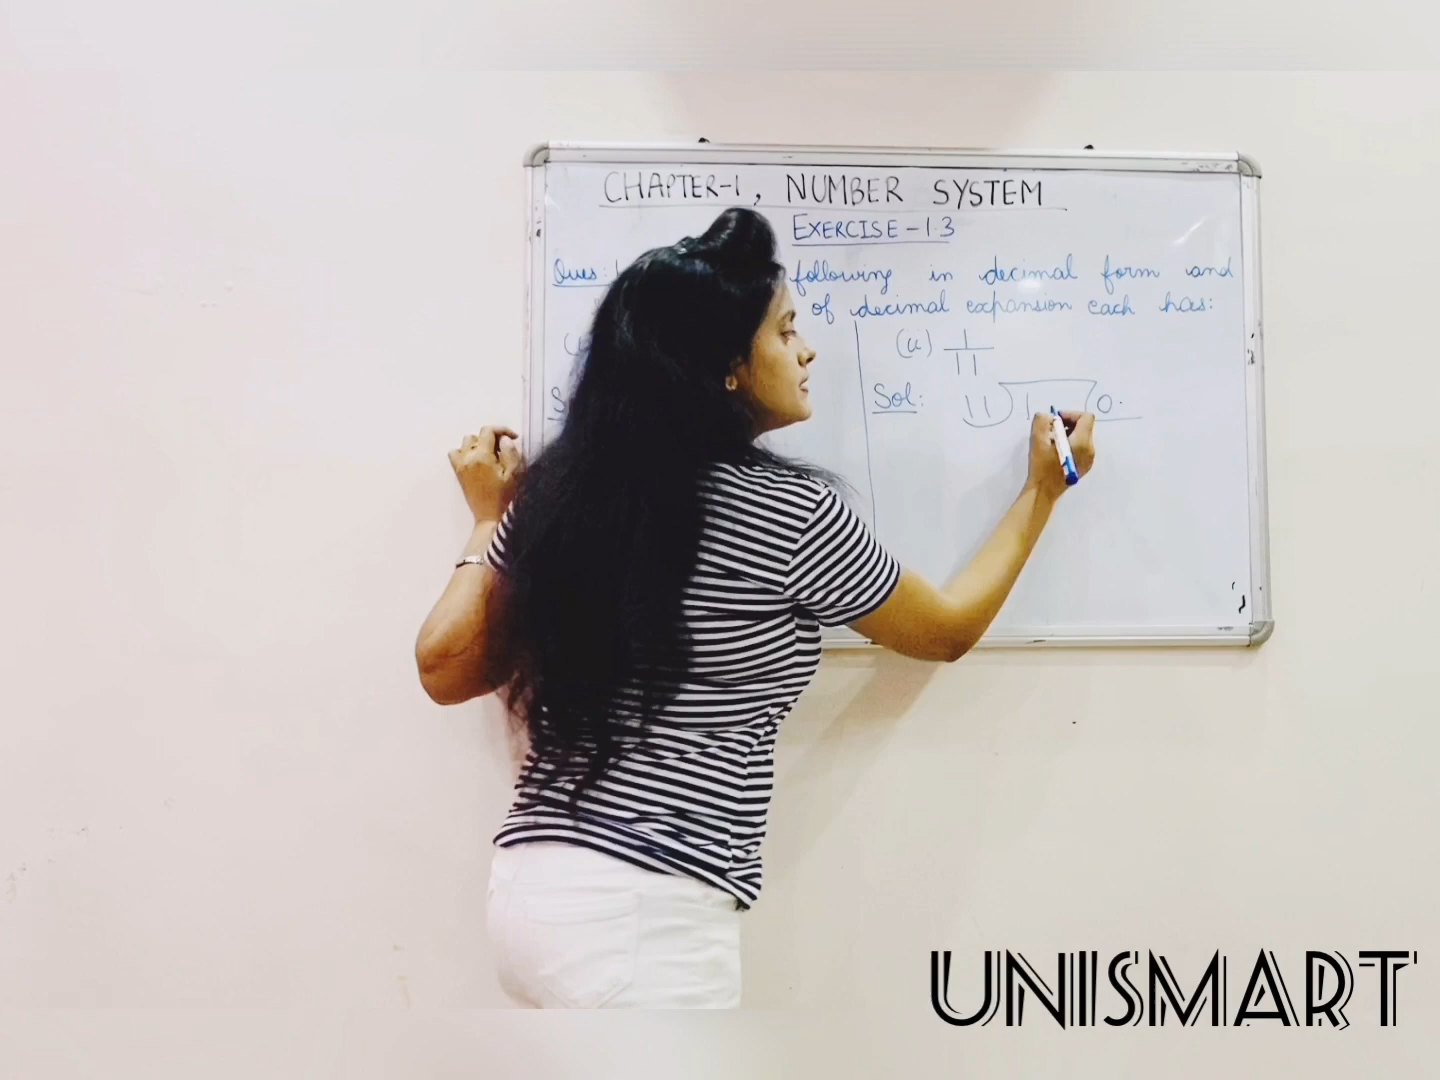 CHAPTER-1, NUMBER SYSTEM
EXERCISE-1.3
Ques: following in decimal form and
of decimal expansion each has:
(ii) 1/11
Sol: 11 1 0.
UNISMART